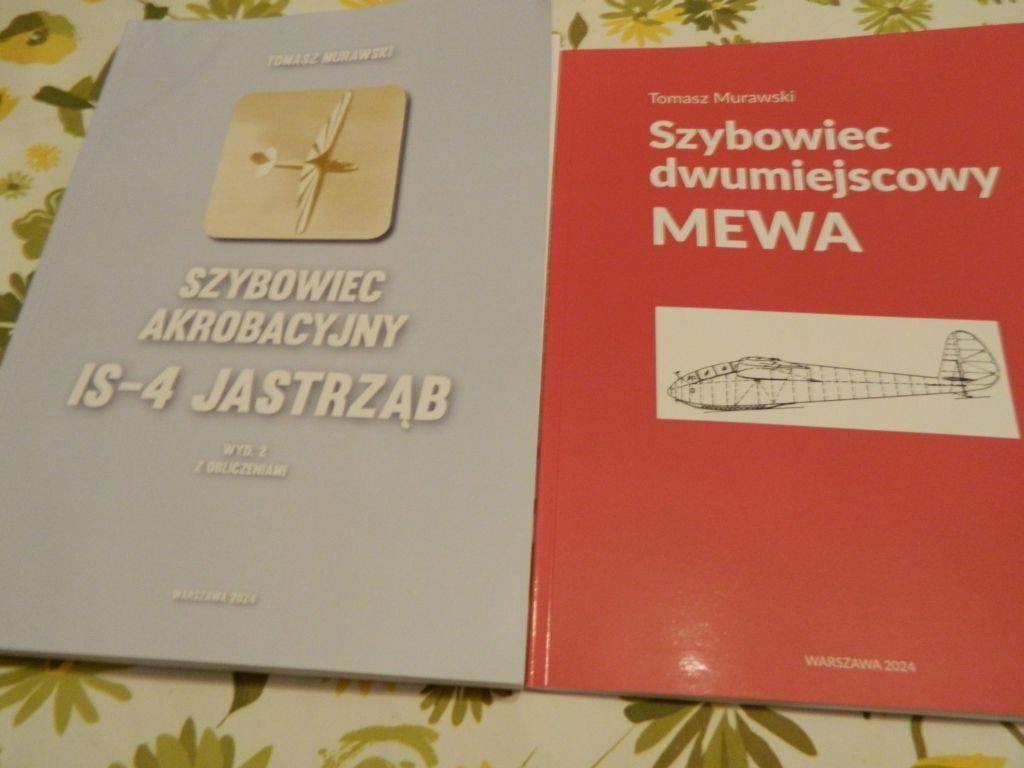 TOMASZ MURAWSKI
SZYBOWIEC
AKROBACYJNY
IS-4 JASTRZĄB
WYD. 2
Z OBLICZENIAMI
WARSZAWA 2024
Tomasz Murawski
Szybowiec
dwumiejscowy
MEWA
WARSZAWA 2024